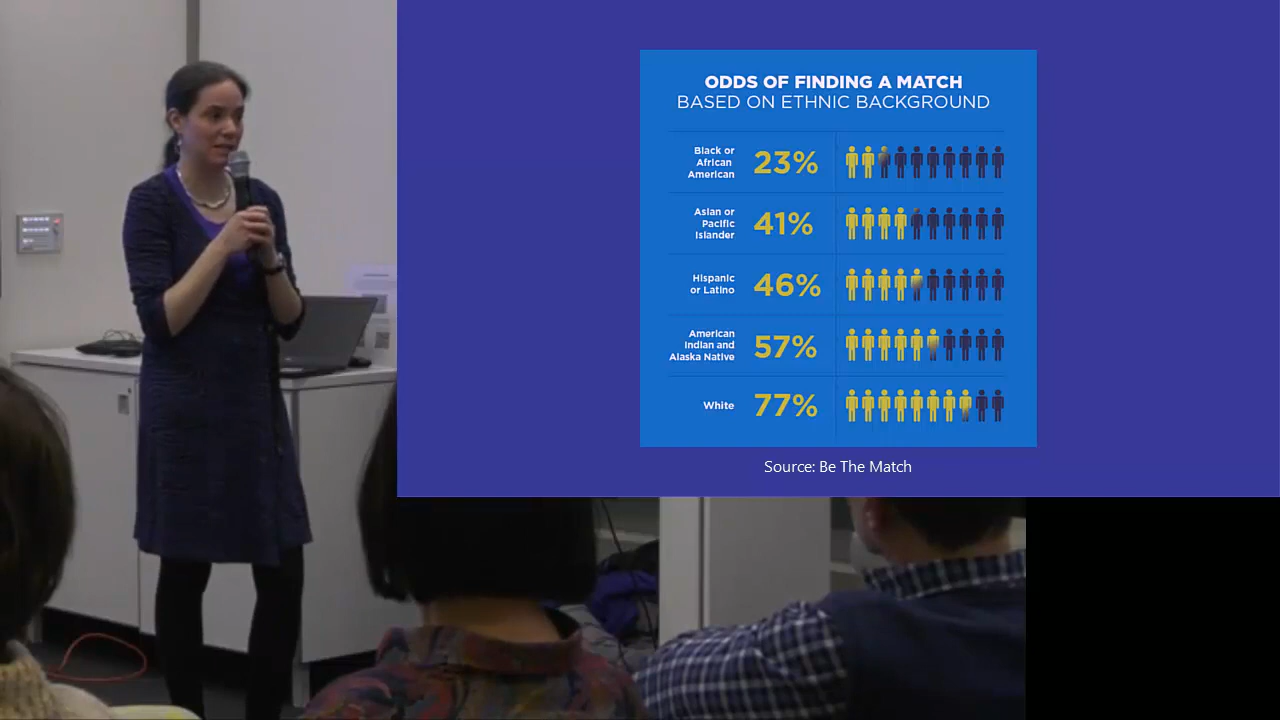 ODDS OF FINDING A MATCH
BASED ON ETHNIC BACKGROUND
Black or
African
American
23%
Asian or
Pacific
Islander
41%
Hispanic
or Latino
46%
American
Indian and
Alaska Native
57%
White
77%
Source: Be The Match